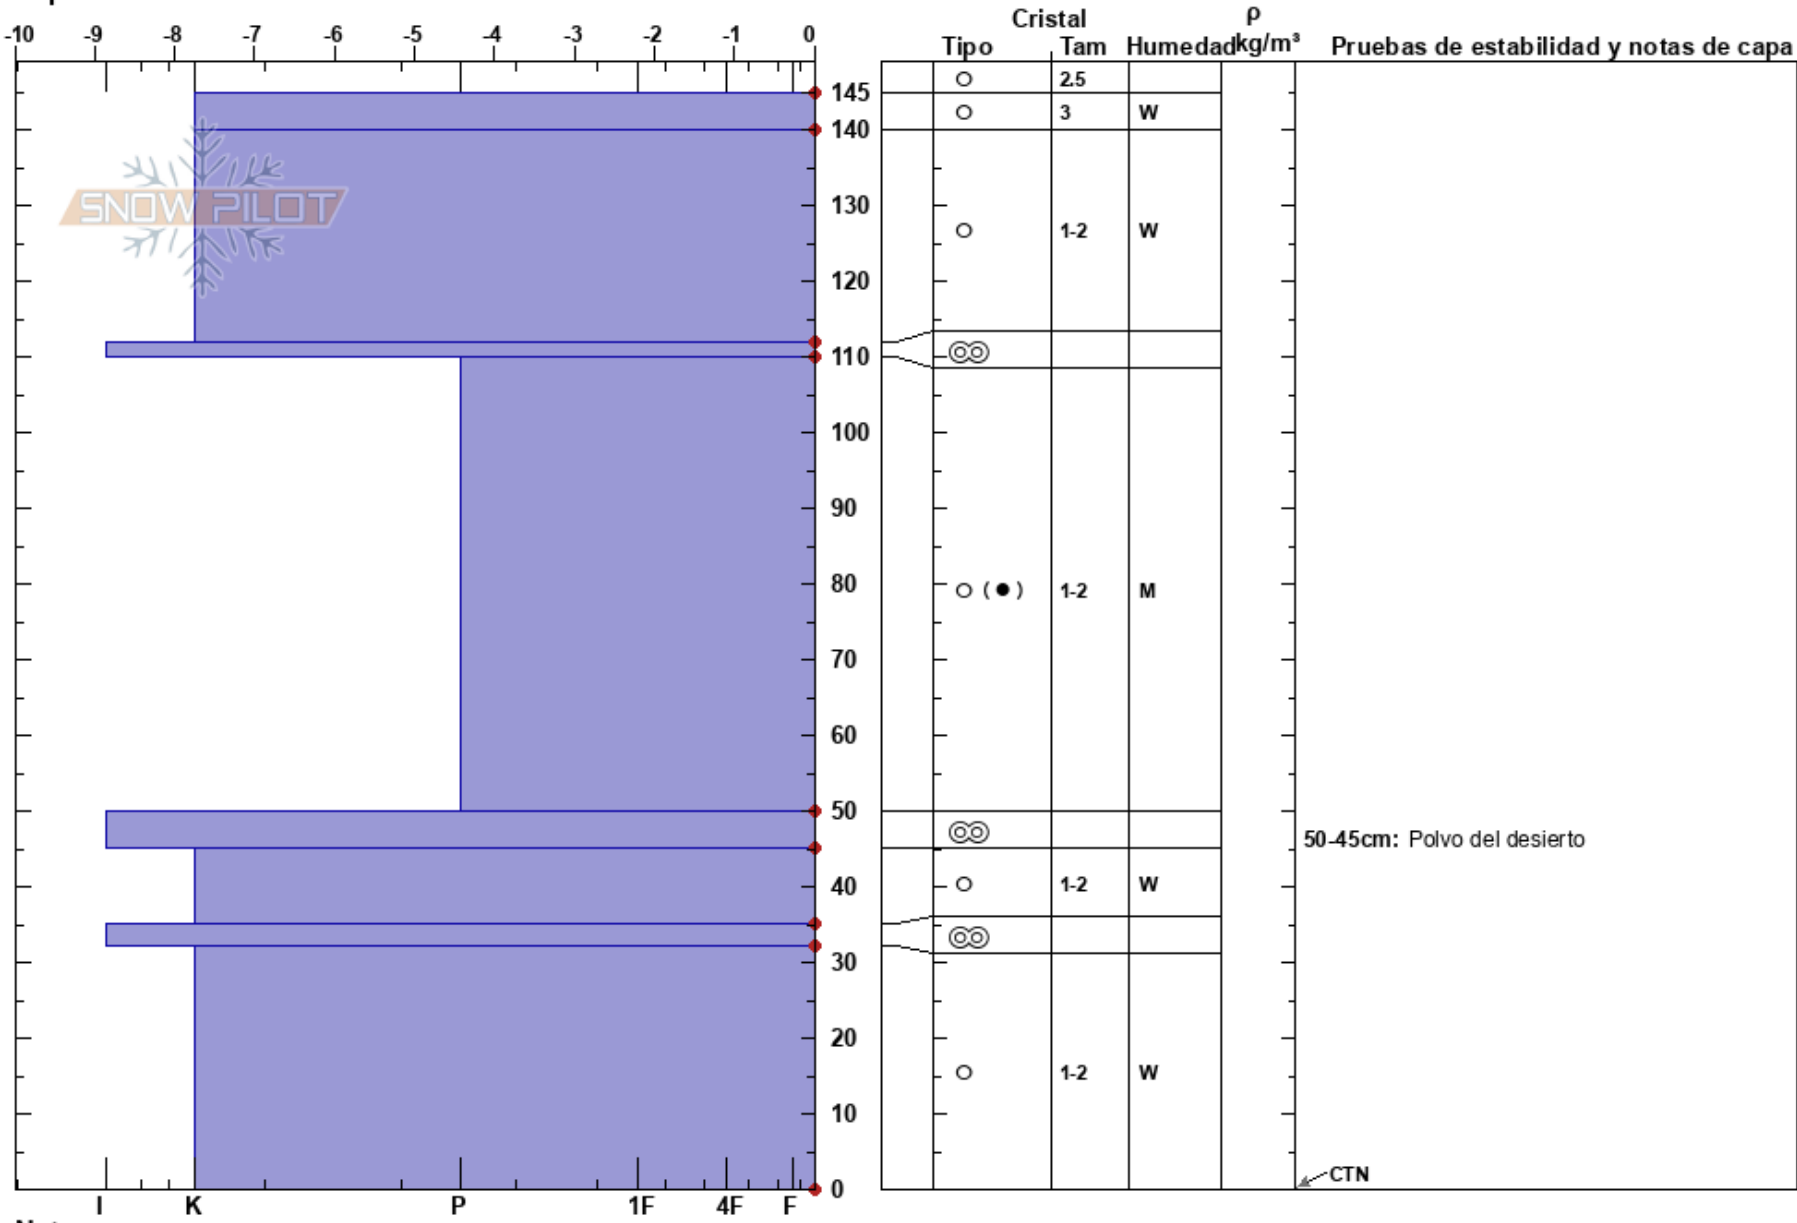 Cristal ρ
-10 -9 -8 -7 -6 -5 -4 -3 -2 -1 0 Tipo Tam Humedad kg/m³ Pruebas de estabilidad y notas de capa
2.5
145
3 W
140
SNOW PILOT
130
1-2 W
120
110
100
90
80
( ) 1-2 M
70
60
50
50-45cm: Polvo del desierto
40 1-2 W
30
20
1-2 W
10
CTN
0
I K P 1F 4F F